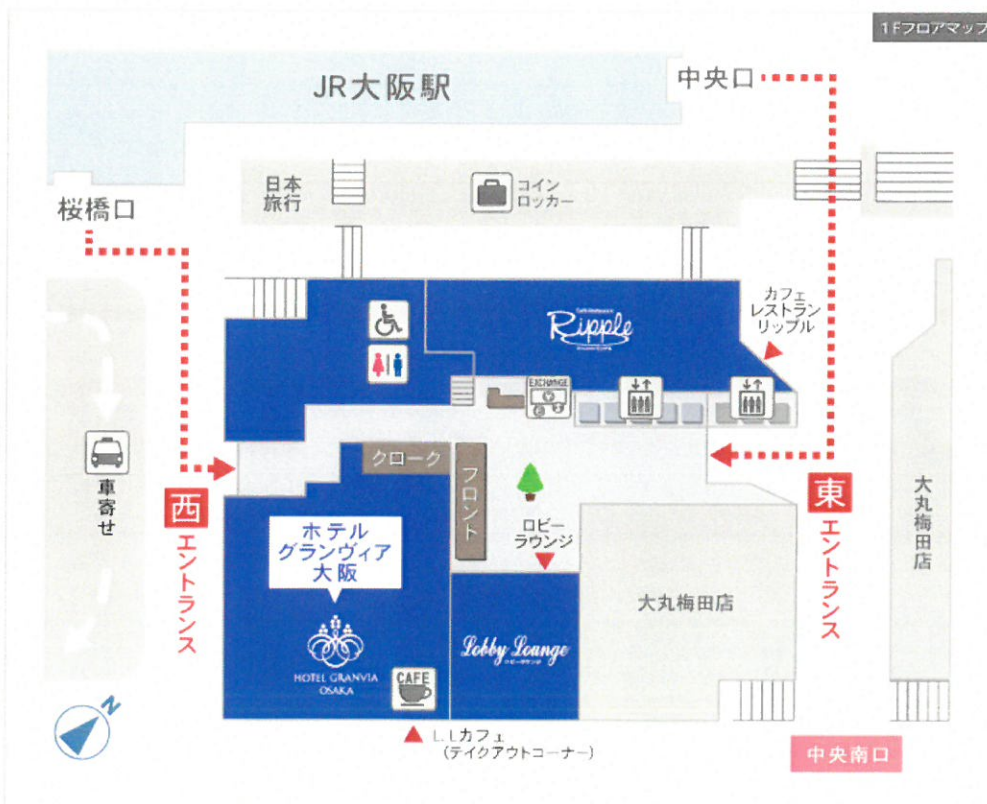 1Fフロアマップ
JR大阪駅
中央口
日本
旅行
コイン
ロッカー
桜橋口
カフェ
レストラン
リップル
Ripple
EXCHANGE
クローク
フロント
車寄せ
西
エントランス
ホテル
グランヴィア
大阪
ロビー
ラウンジ
東
エントランス
大丸梅田店
大丸梅田店
HOTEL GRANVIA
OSAKA
CAFE
Lobby Lounge
N
L.Lカフェ
(テイクアウトコーナー)
中央南口